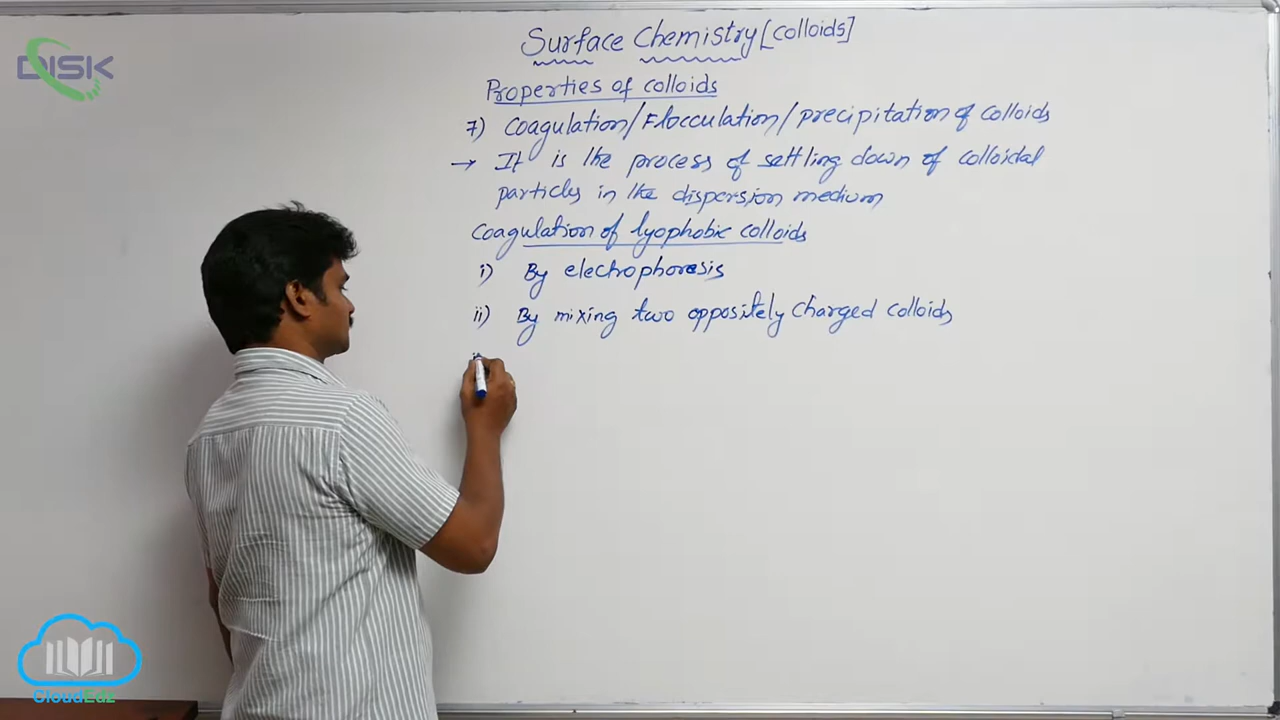 DISK
Surface Chemistry [colloids]
Properties of colloids
7) Coagulation/Flocculation/precipitation of colloids
→ It is the process of settling down of colloidal
particles in the dispersion medium
Coagulation of lyophobic colloids
i) By electrophoresis
ii) By mixing two oppositely charged colloids
CloudEdz